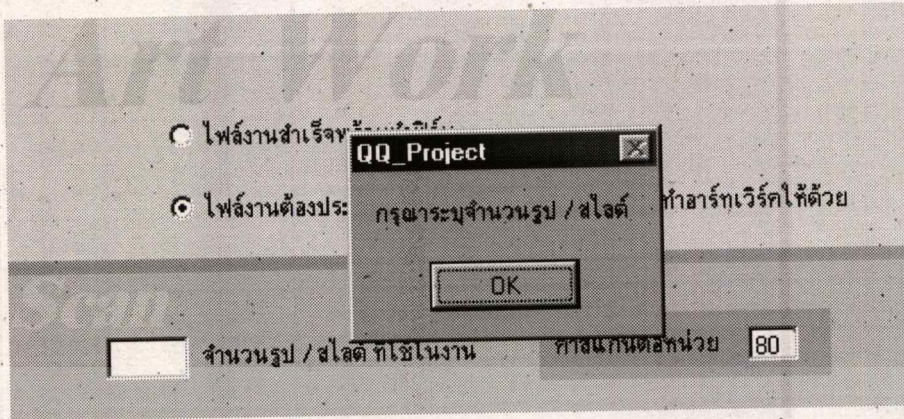 Art Work
ไฟล์งานสำเร็จ
QQ_Project
ไฟล์งานต้องประ
กรุณาระบุจำนวนรูป / สไลด์
ทำอาร์ทเวิร์คให้ด้วย
OK
Scan
จำนวนรูป / สไลด์ ที่ใช้ในงาน
ค่าสแกนต่อหน่วย 80